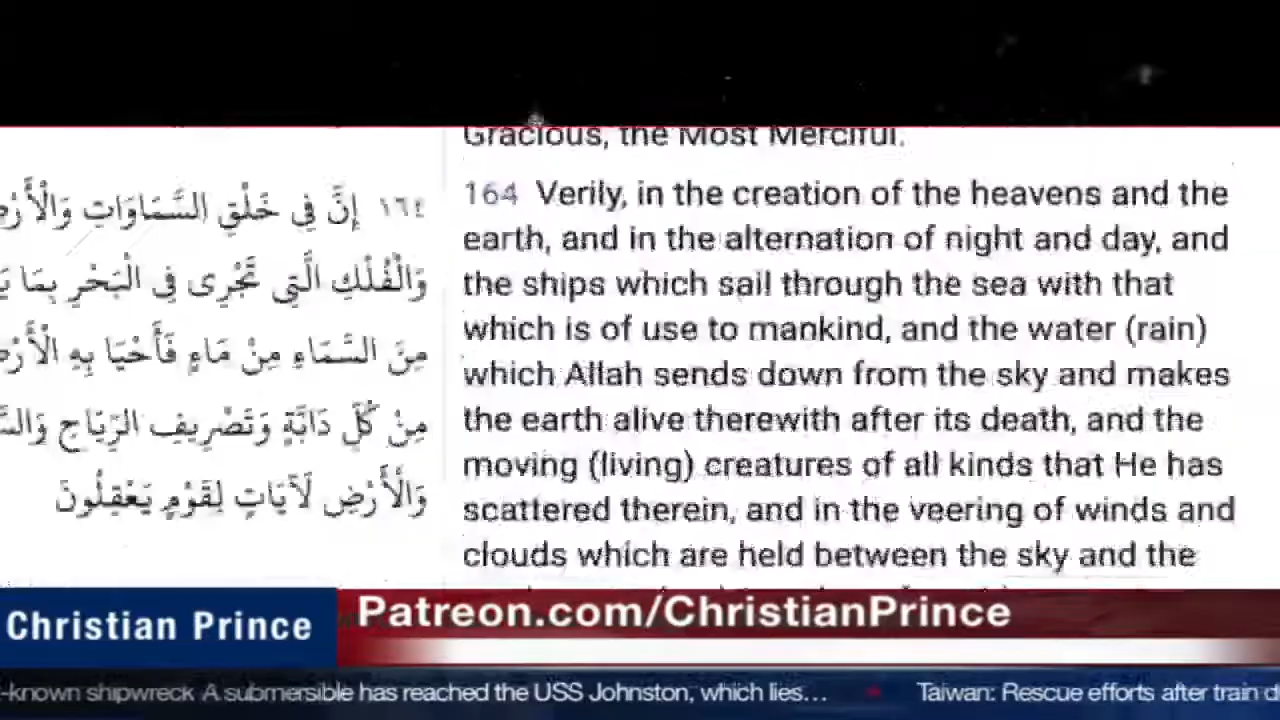 Gracious, the Most Merciful.
١٦٤ إِنَّ فِي خَلْقِ السَّمَاوَاتِ
وَالْفُلْكِ الَّتِي تَجْرِى فِي الْبَحْرِ بِمَا
مِنَ السَّمَاءِ مِنْ مَاءٍ فَأَحْيَا بِهِ
مِنْ كُلِّ دَابَّةٍ وَتَصْرِيفِ الرِّيَاحِ
وَالْأَرْضِ لَآيَاتٍ لِقَوْمٍ يَعْقِلُونَ
164 Verily, in the creation of the heavens and the
earth, and in the alternation of night and day, and
the ships which sail through the sea with that
which is of use to mankind, and the water (rain)
which Allah sends down from the sky and makes
the earth alive therewith after its death, and the
moving (living) creatures of all kinds that He has
scattered therein, and in the veering of winds and
clouds which are held between the sky and the
Christian Prince
Patreon.com/ChristianPrince
-known shipwreck A submersible has reached the USS Johnston, which lies... Taiwan: Rescue efforts after train